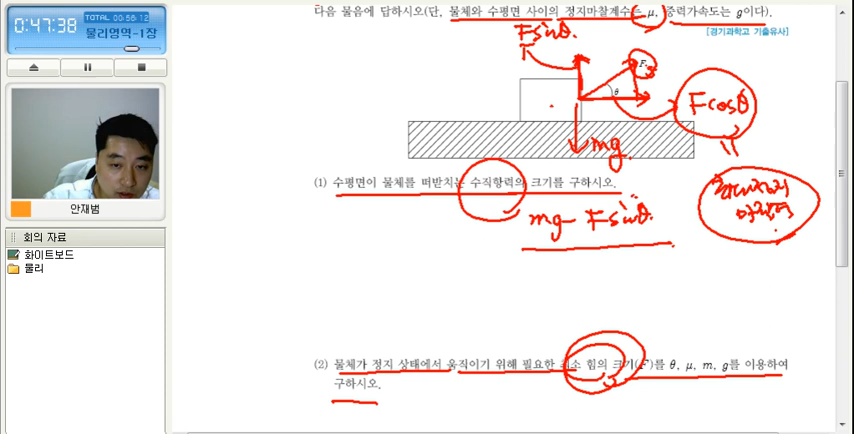 0:47:38
TOTAL 00:56:12
물리영역-1장
안재범
회의 자료
화이트보드
물리
다음 물음에 답하시오(단, 물체와 수평면 사이의 정지마찰계수는 μ, 중력가속도는 g이다).
[경기과학고 기출유사]
Fsinθ.
F
θ
Fcosθ
mg.
최대정지
마찰력
(1) 수평면이 물체를 떠받치는 수직항력의 크기를 구하시오.
mg - Fsinθ.
(2) 물체가 정지 상태에서 움직이기 위해 필요한 최소 힘의 크기(F)를 θ, μ, m, g를 이용하여
구하시오.